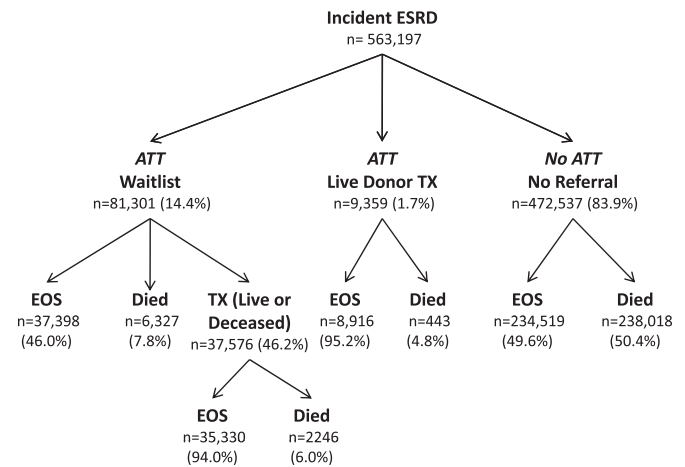 Incident ESRD
n= 563,197
ATT
Waitlist
n=81,301 (14.4%)
ATT
Live Donor TX
n=9,359 (1.7%)
No ATT
No Referral
n=472,537 (83.9%)
EOS
n=37,398
(46.0%)
Died
n=6,327
(7.8%)
TX (Live or
Deceased)
n=37,576 (46.2%)
EOS
n=8,916
(95.2%)
Died
n=443
(4.8%)
EOS
n=234,519
(49.6%)
Died
n=238,018
(50.4%)
EOS
n=35,330
(94.0%)
Died
n=2246
(6.0%)